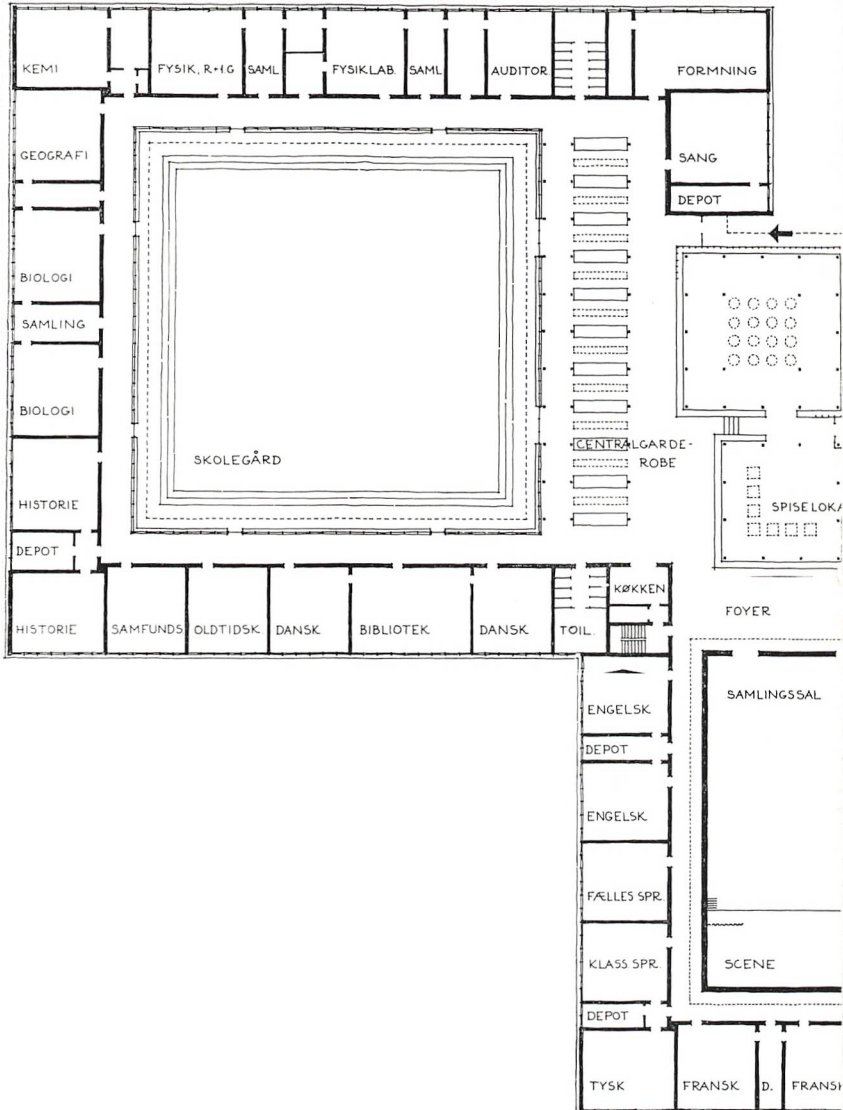 KEMI
FYSIK, R+1.G
SAML
FYSIKLAB.
SAML
AUDITOR
FORMNING
GEOGRAFI
SANG
DEPOT
BIOLOGI
SAMLING
BIOLOGI
SKOLEGÅRD
CENTRALGARDE-
ROBE
HISTORIE
SPISELOKA
DEPOT
KØKKEN
HISTORIE
SAMFUNDS
OLDTIDSK.
DANSK
BIBLIOTEK
DANSK
TOIL.
FOYER
ENGELSK
SAMLINGSSAL
DEPOT
ENGELSK
FÆLLES SPR.
KLASS. SPR.
SCENE
DEPOT
TYSK
FRANSK
D.
FRANSK